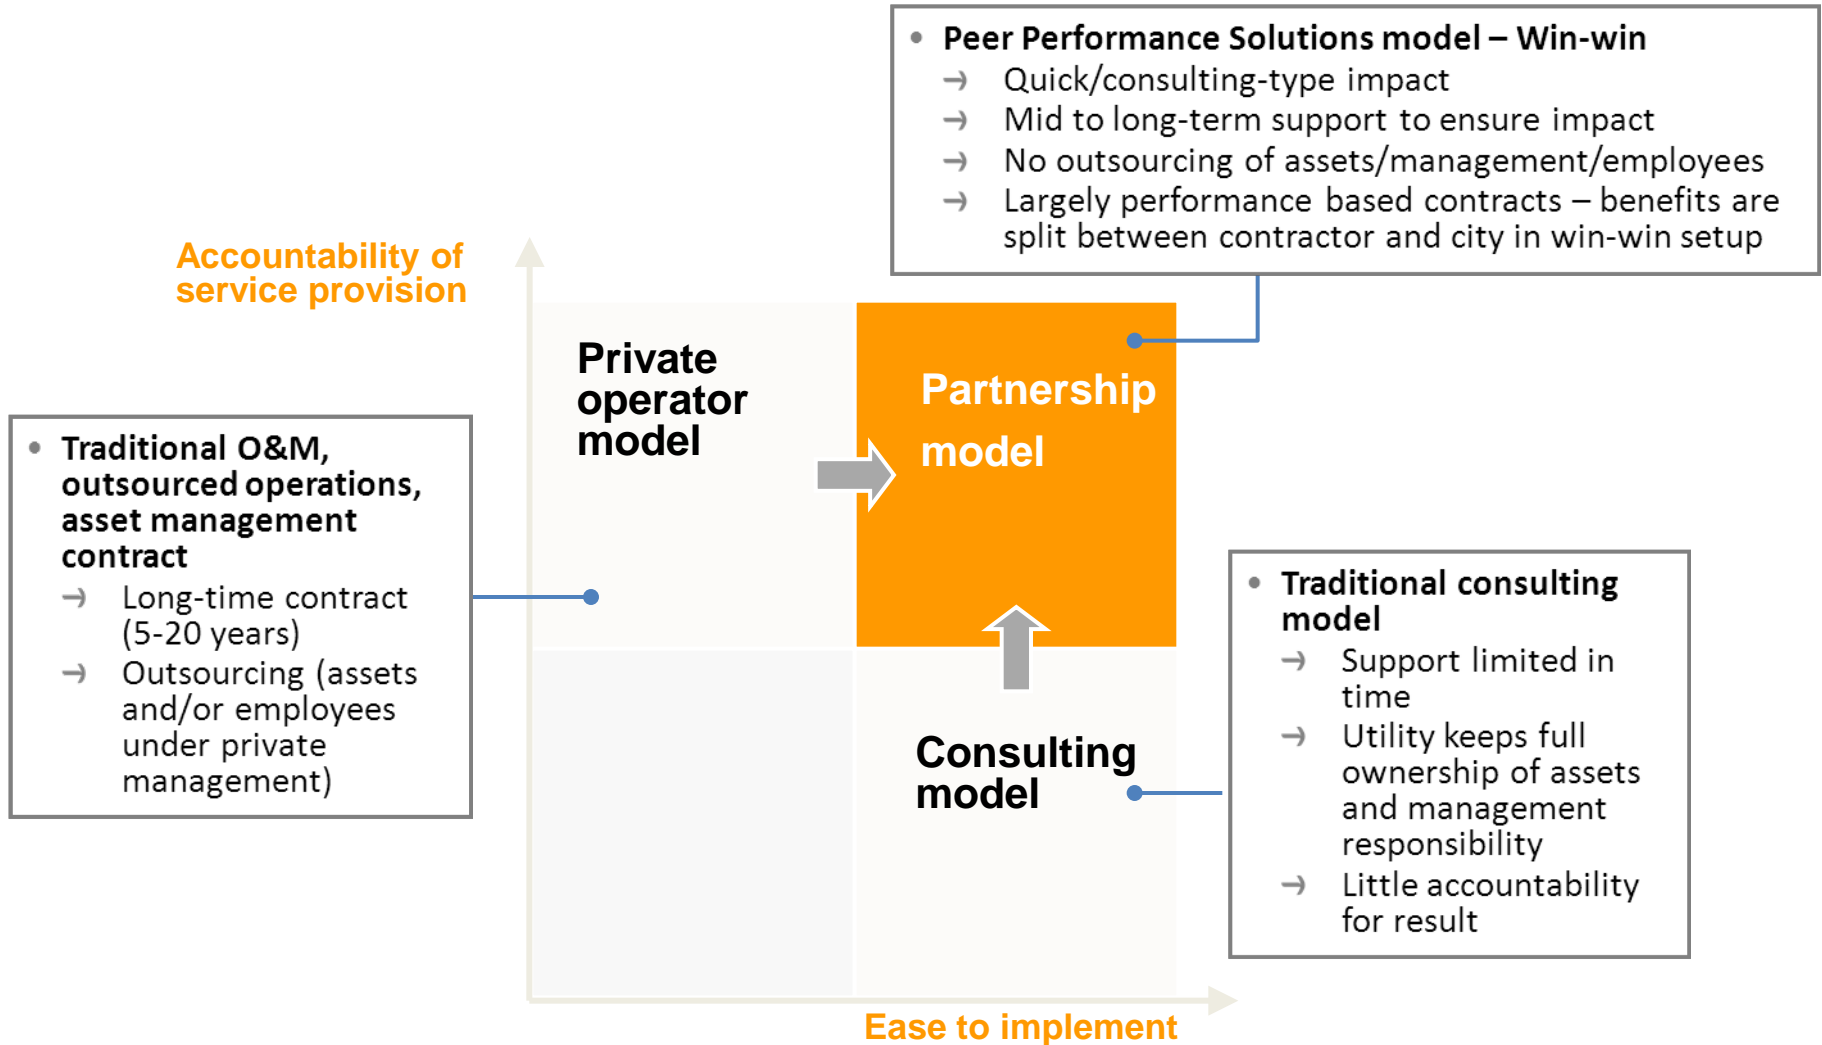 • Peer Performance Solutions model – Win-win
→ Quick/consulting-type impact
→ Mid to long-term support to ensure impact
→ No outsourcing of assets/management/employees
→ Largely performance based contracts – benefits are
split between contractor and city in win-win setup
Accountability of
service provision
Private
operator
model
Partnership
model
• Traditional O&M,
outsourced operations,
asset management
contract
→ Long-time contract
(5-20 years)
→ Outsourcing (assets
and/or employees
under private
management)
Consulting
model
• Traditional consulting
model
→ Support limited in
time
→ Utility keeps full
ownership of assets
and management
responsibility
→ Little accountability
for result
Ease to implement